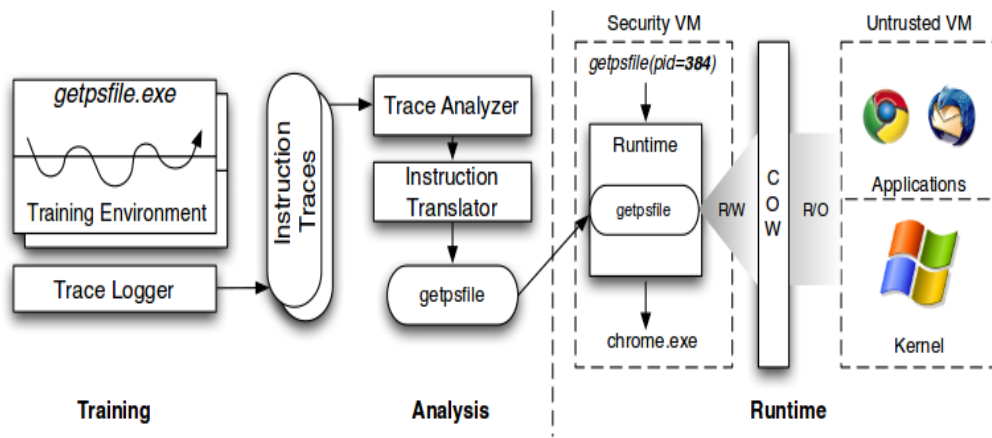 getpsfile.exe
Training Environment
Trace Logger
Instruction
Traces
Trace Analyzer
Instruction
Translator
getpsfile
Security VM
getpsfile(pid=384)
Runtime
getpsfile
chrome.exe
R/W
C
O
W
R/O
Untrusted VM
Applications
Kernel
Training
Analysis
Runtime